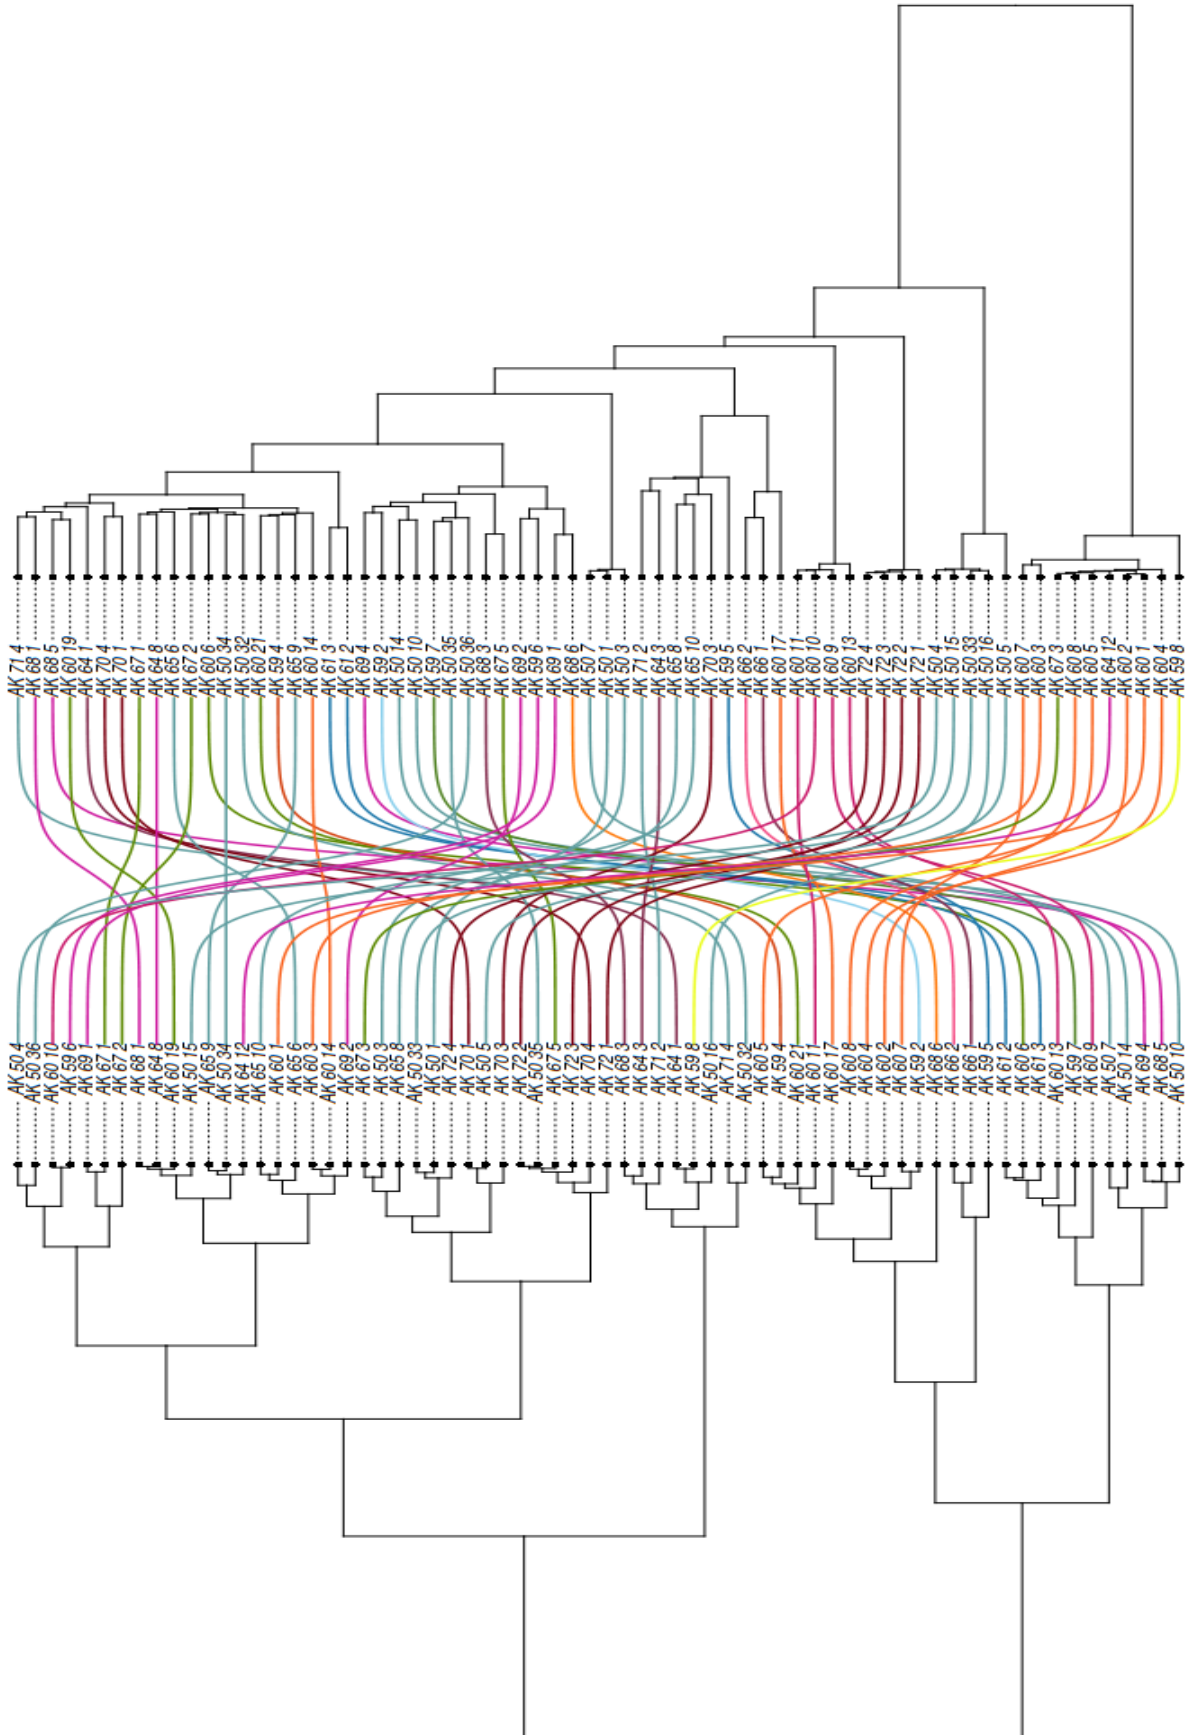 AK 71 4
AK 68 1
AK 68 5
AK 60 19
AK 64 1
AK 70 4
AK 70 1
AK 67 1
AK 64 8
AK 65 6
AK 67 2
AK 60 6
AK 50 34
AK 50 32
AK 60 21
AK 59 4
AK 65 9
AK 60 14
AK 61 3
AK 61 2
AK 69 4
AK 59 2
AK 50 14
AK 50 10
AK 59 7
AK 50 35
AK 50 36
AK 68 3
AK 67 5
AK 69 2
AK 59 6
AK 69 1
AK 68 6
AK 50 7
AK 50 1
AK 50 3
AK 71 2
AK 64 3
AK 65 8
AK 65 10
AK 70 3
AK 59 5
AK 66 2
AK 66 1
AK 60 17
AK 60 11
AK 60 10
AK 60 9
AK 60 13
AK 72 4
AK 72 3
AK 72 2
AK 72 1
AK 50 4
AK 50 15
AK 50 33
AK 50 16
AK 50 5
AK 60 7
AK 60 3
AK 67 3
AK 60 8
AK 60 5
AK 64 12
AK 60 2
AK 60 1
AK 60 4
AK 59 8
AK 50 4
AK 50 36
AK 60 10
AK 59 6
AK 69 1
AK 67 1
AK 67 2
AK 68 1
AK 64 8
AK 60 19
AK 50 15
AK 65 9
AK 50 34
AK 64 12
AK 65 10
AK 60 1
AK 65 6
AK 60 3
AK 60 14
AK 69 2
AK 67 3
AK 50 3
AK 65 8
AK 50 33
AK 50 1
AK 72 4
AK 70 1
AK 50 5
AK 70 3
AK 72 2
AK 50 35
AK 67 5
AK 72 3
AK 70 4
AK 72 1
AK 68 3
AK 64 3
AK 71 2
AK 64 1
AK 59 8
AK 50 16
AK 71 4
AK 50 32
AK 60 5
AK 59 4
AK 60 21
AK 60 11
AK 60 17
AK 60 8
AK 60 4
AK 60 2
AK 60 7
AK 59 2
AK 68 6
AK 66 2
AK 66 1
AK 59 5
AK 61 2
AK 60 6
AK 61 3
AK 60 13
AK 59 7
AK 60 9
AK 50 7
AK 50 14
AK 69 4
AK 68 5
AK 50 10